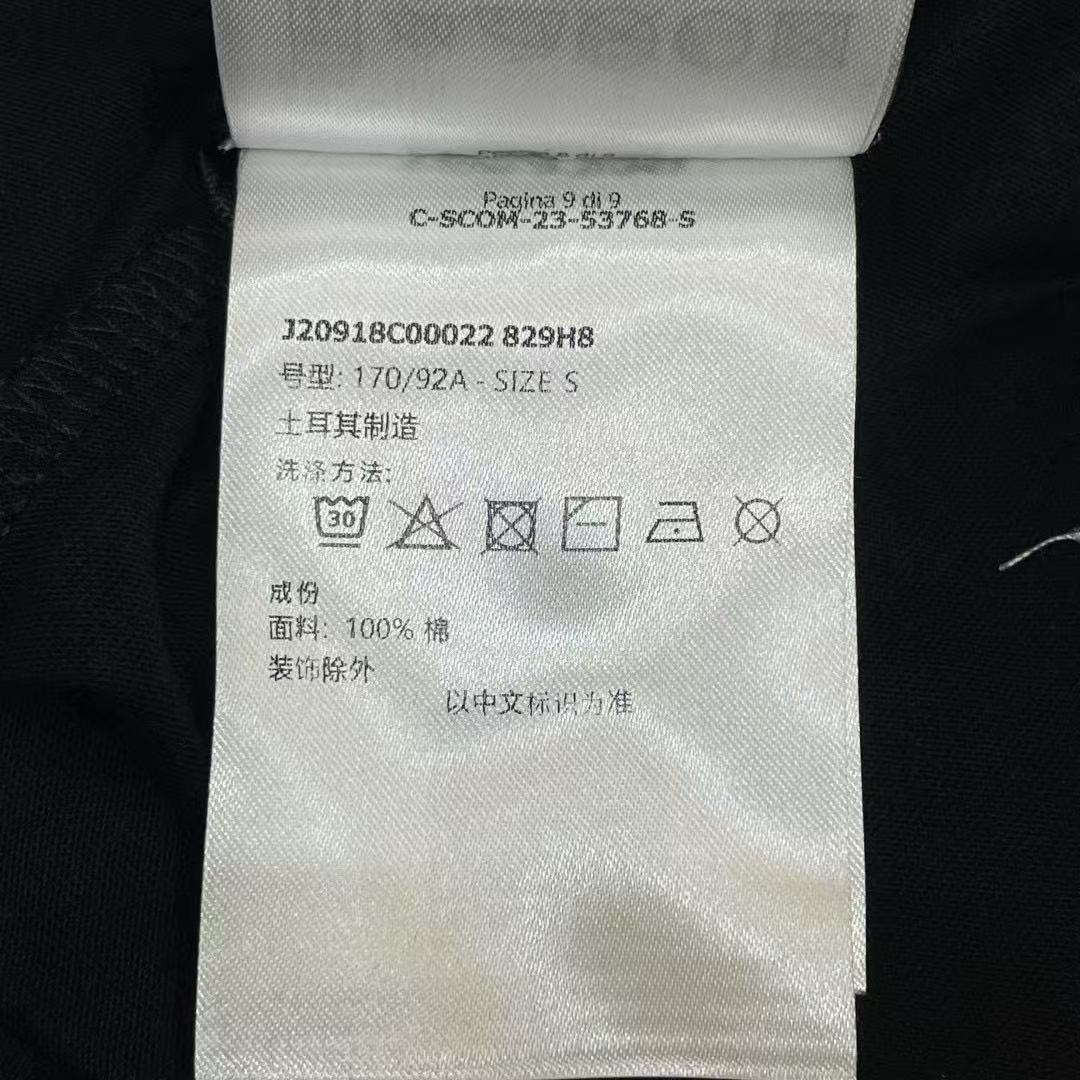 Pagina 9 di 9
C-SCOM-23-53768-S
J20918C00022 829H8
号型: 170/92A - SIZE S
土耳其制造
洗涤方法:
30
成份
面料: 100% 棉
装饰除外
以中文标识为准